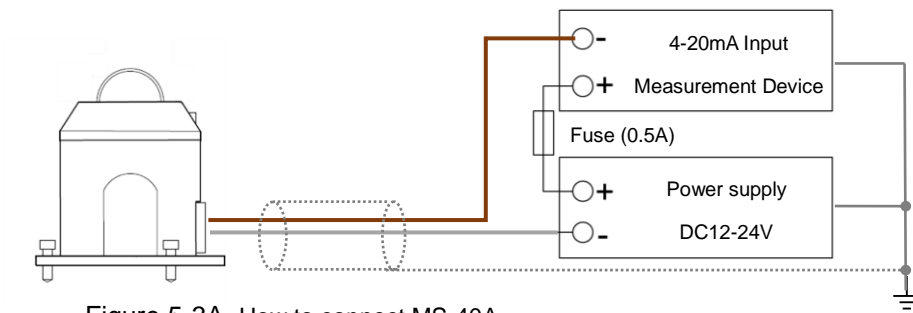 - 4-20mA Input
+ Measurement Device
Fuse (0.5A)
+ Power supply
- DC12-24V
Figure 5-3A. How to connect MS-40A